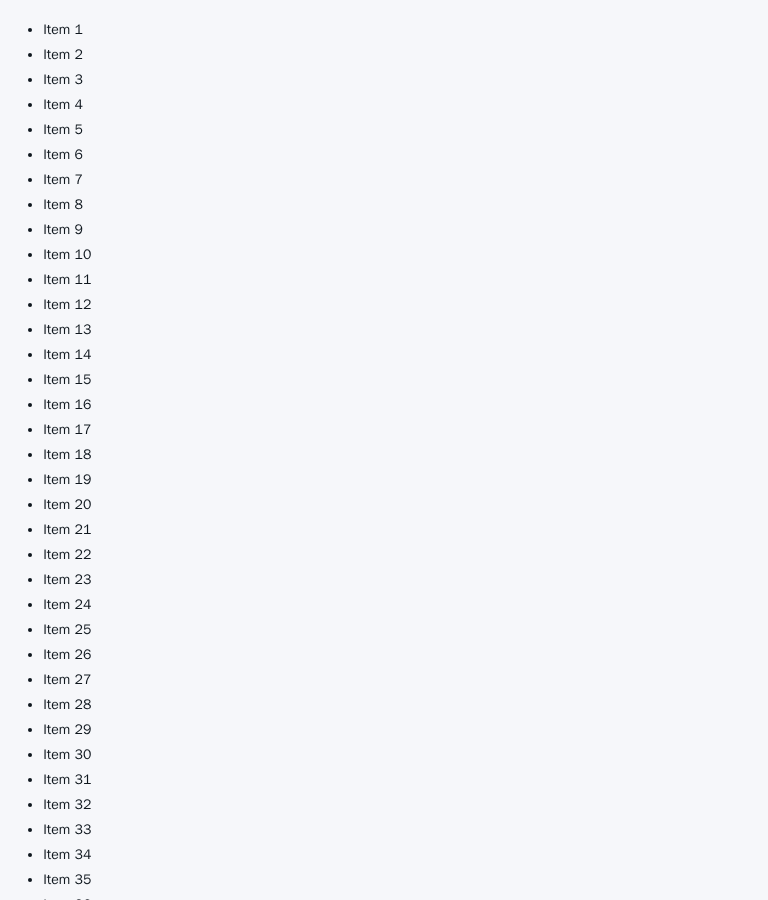 • Item 1
• Item 2
• Item 3
• Item 4
• Item 5
• Item 6
• Item 7
• Item 8
• Item 9
• Item 10
• Item 11
• Item 12
• Item 13
• Item 14
• Item 15
• Item 16
• Item 17
• Item 18
• Item 19
• Item 20
• Item 21
• Item 22
• Item 23
• Item 24
• Item 25
• Item 26
• Item 27
• Item 28
• Item 29
• Item 30
• Item 31
• Item 32
• Item 33
• Item 34
• Item 35